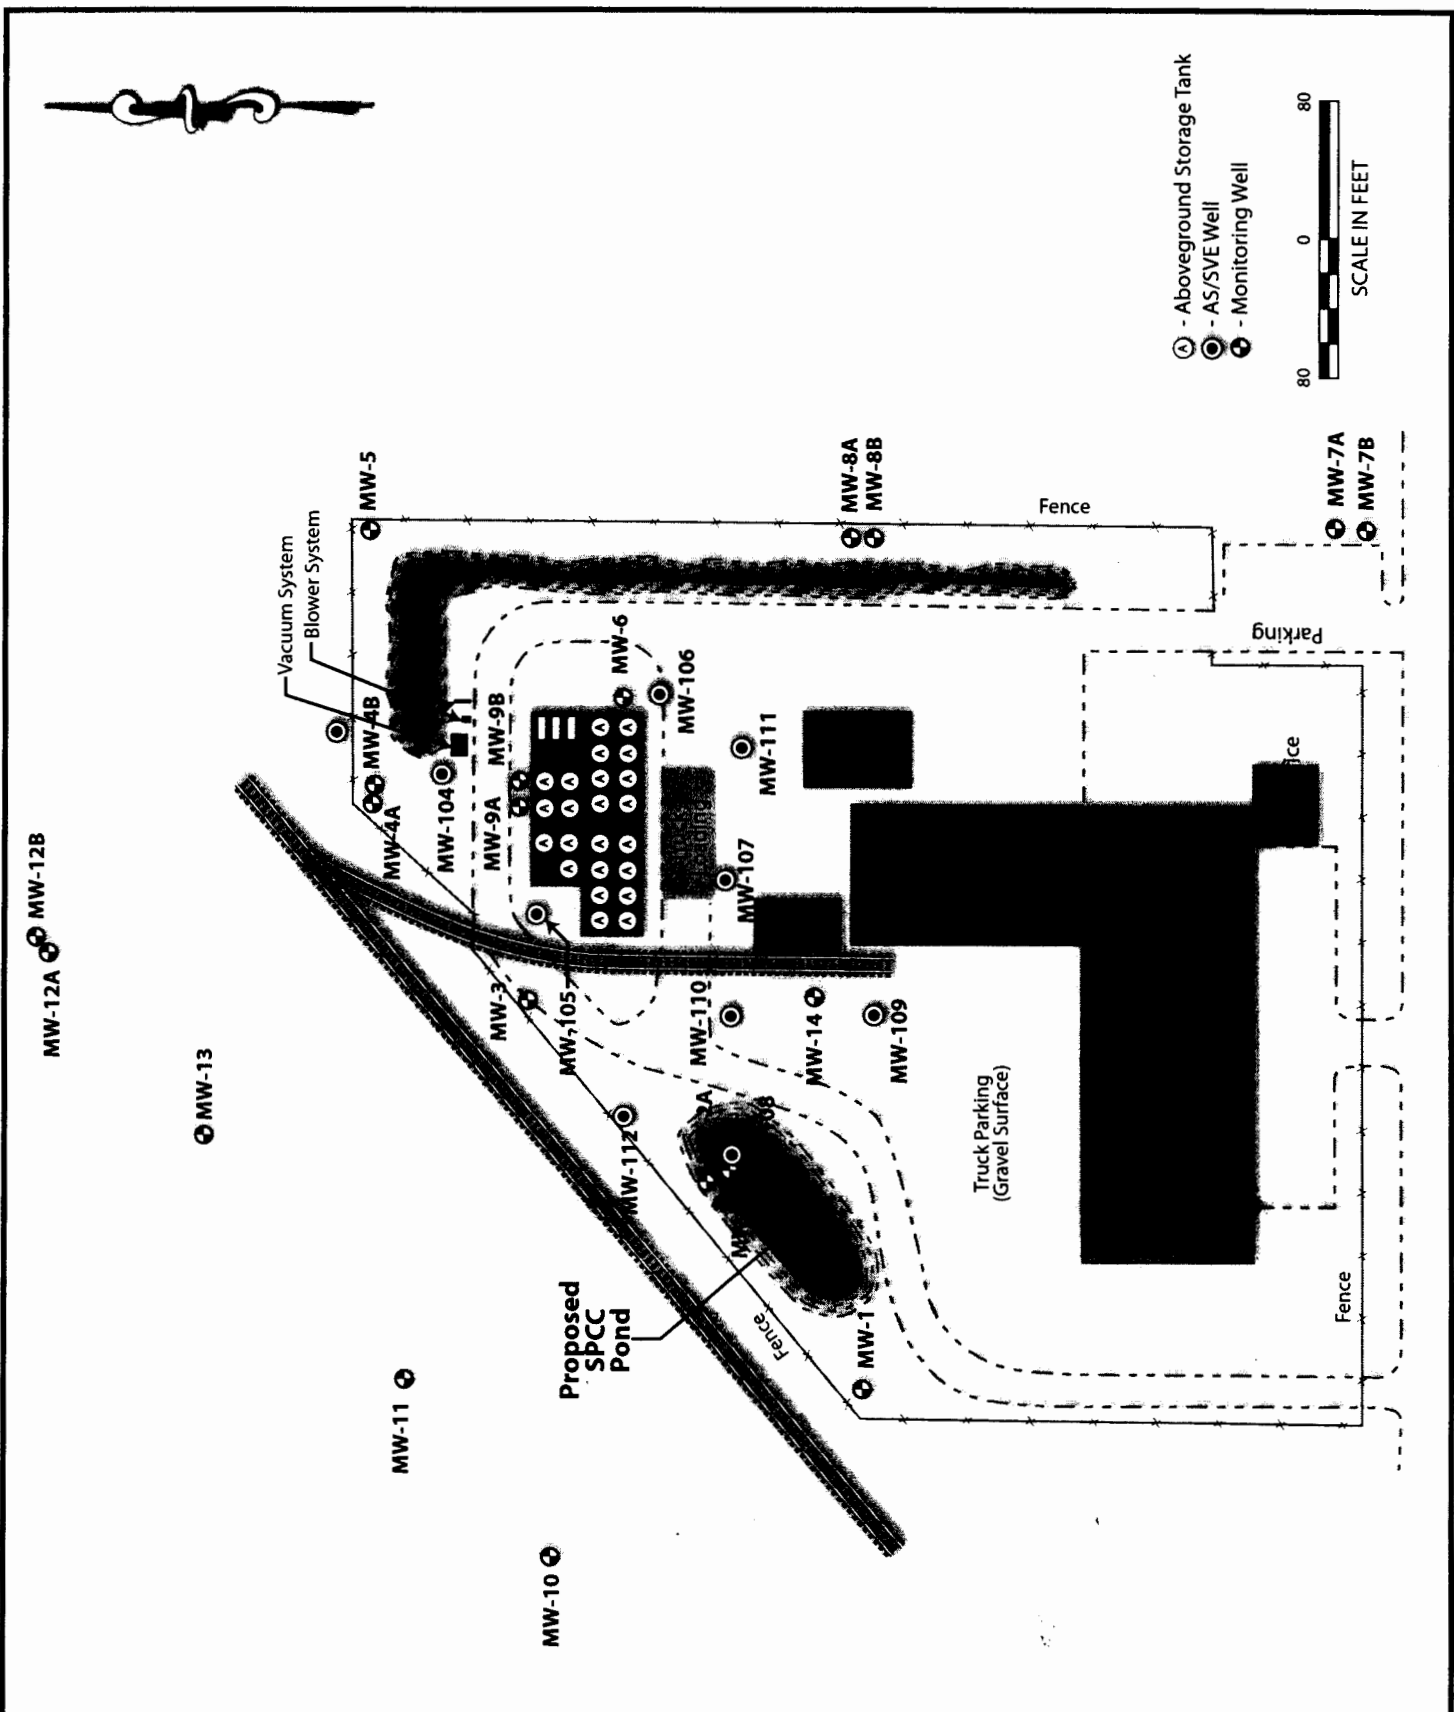 MW-12A
MW-12B
MW-13
MW-11
MW-10
MW-5
Vacuum System
Blower System
MW-4B
MW-4A
MW-104
MW-9B
MW-9A
MW-6
MW-106
MW-111
MW-107
MW-3
MW-105
MW-110
MW-14
MW-109
MW-112
MW-8A
MW-8B
Fence
MW-7A
MW-7B
Parking
Truck Parking
(Gravel Surface)
Proposed
SPCC
Pond
Fence
MW-1
Fence
A - Aboveground Storage Tank
- AS/SVE Well
- Monitoring Well
80 0 80
SCALE IN FEET